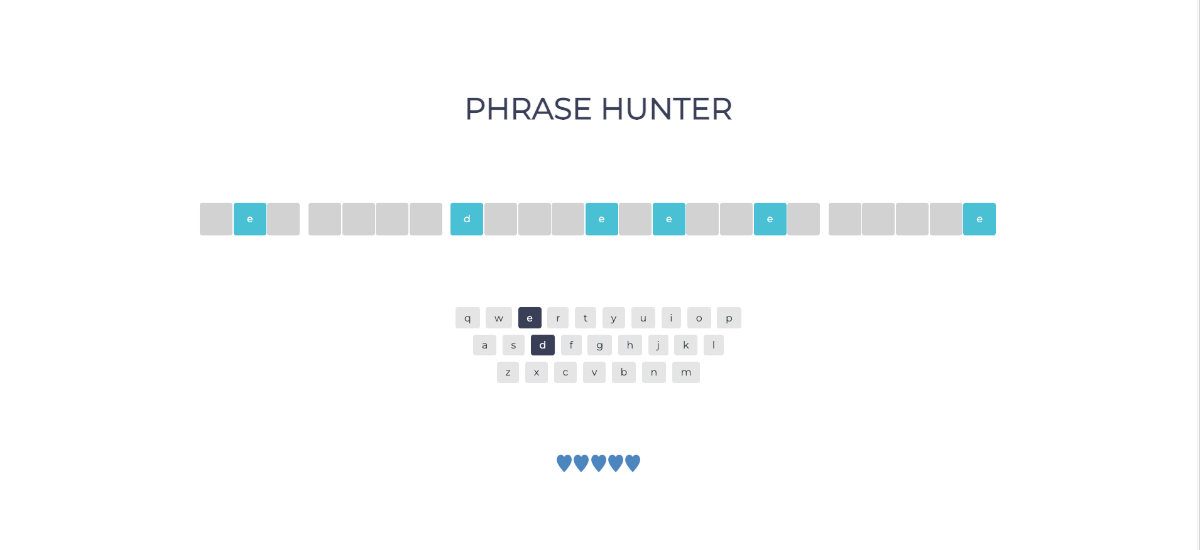 PHRASE HUNTER
e d e e e e
q w e r t y u i o p
a s d f g h j k l
z x c v b n m